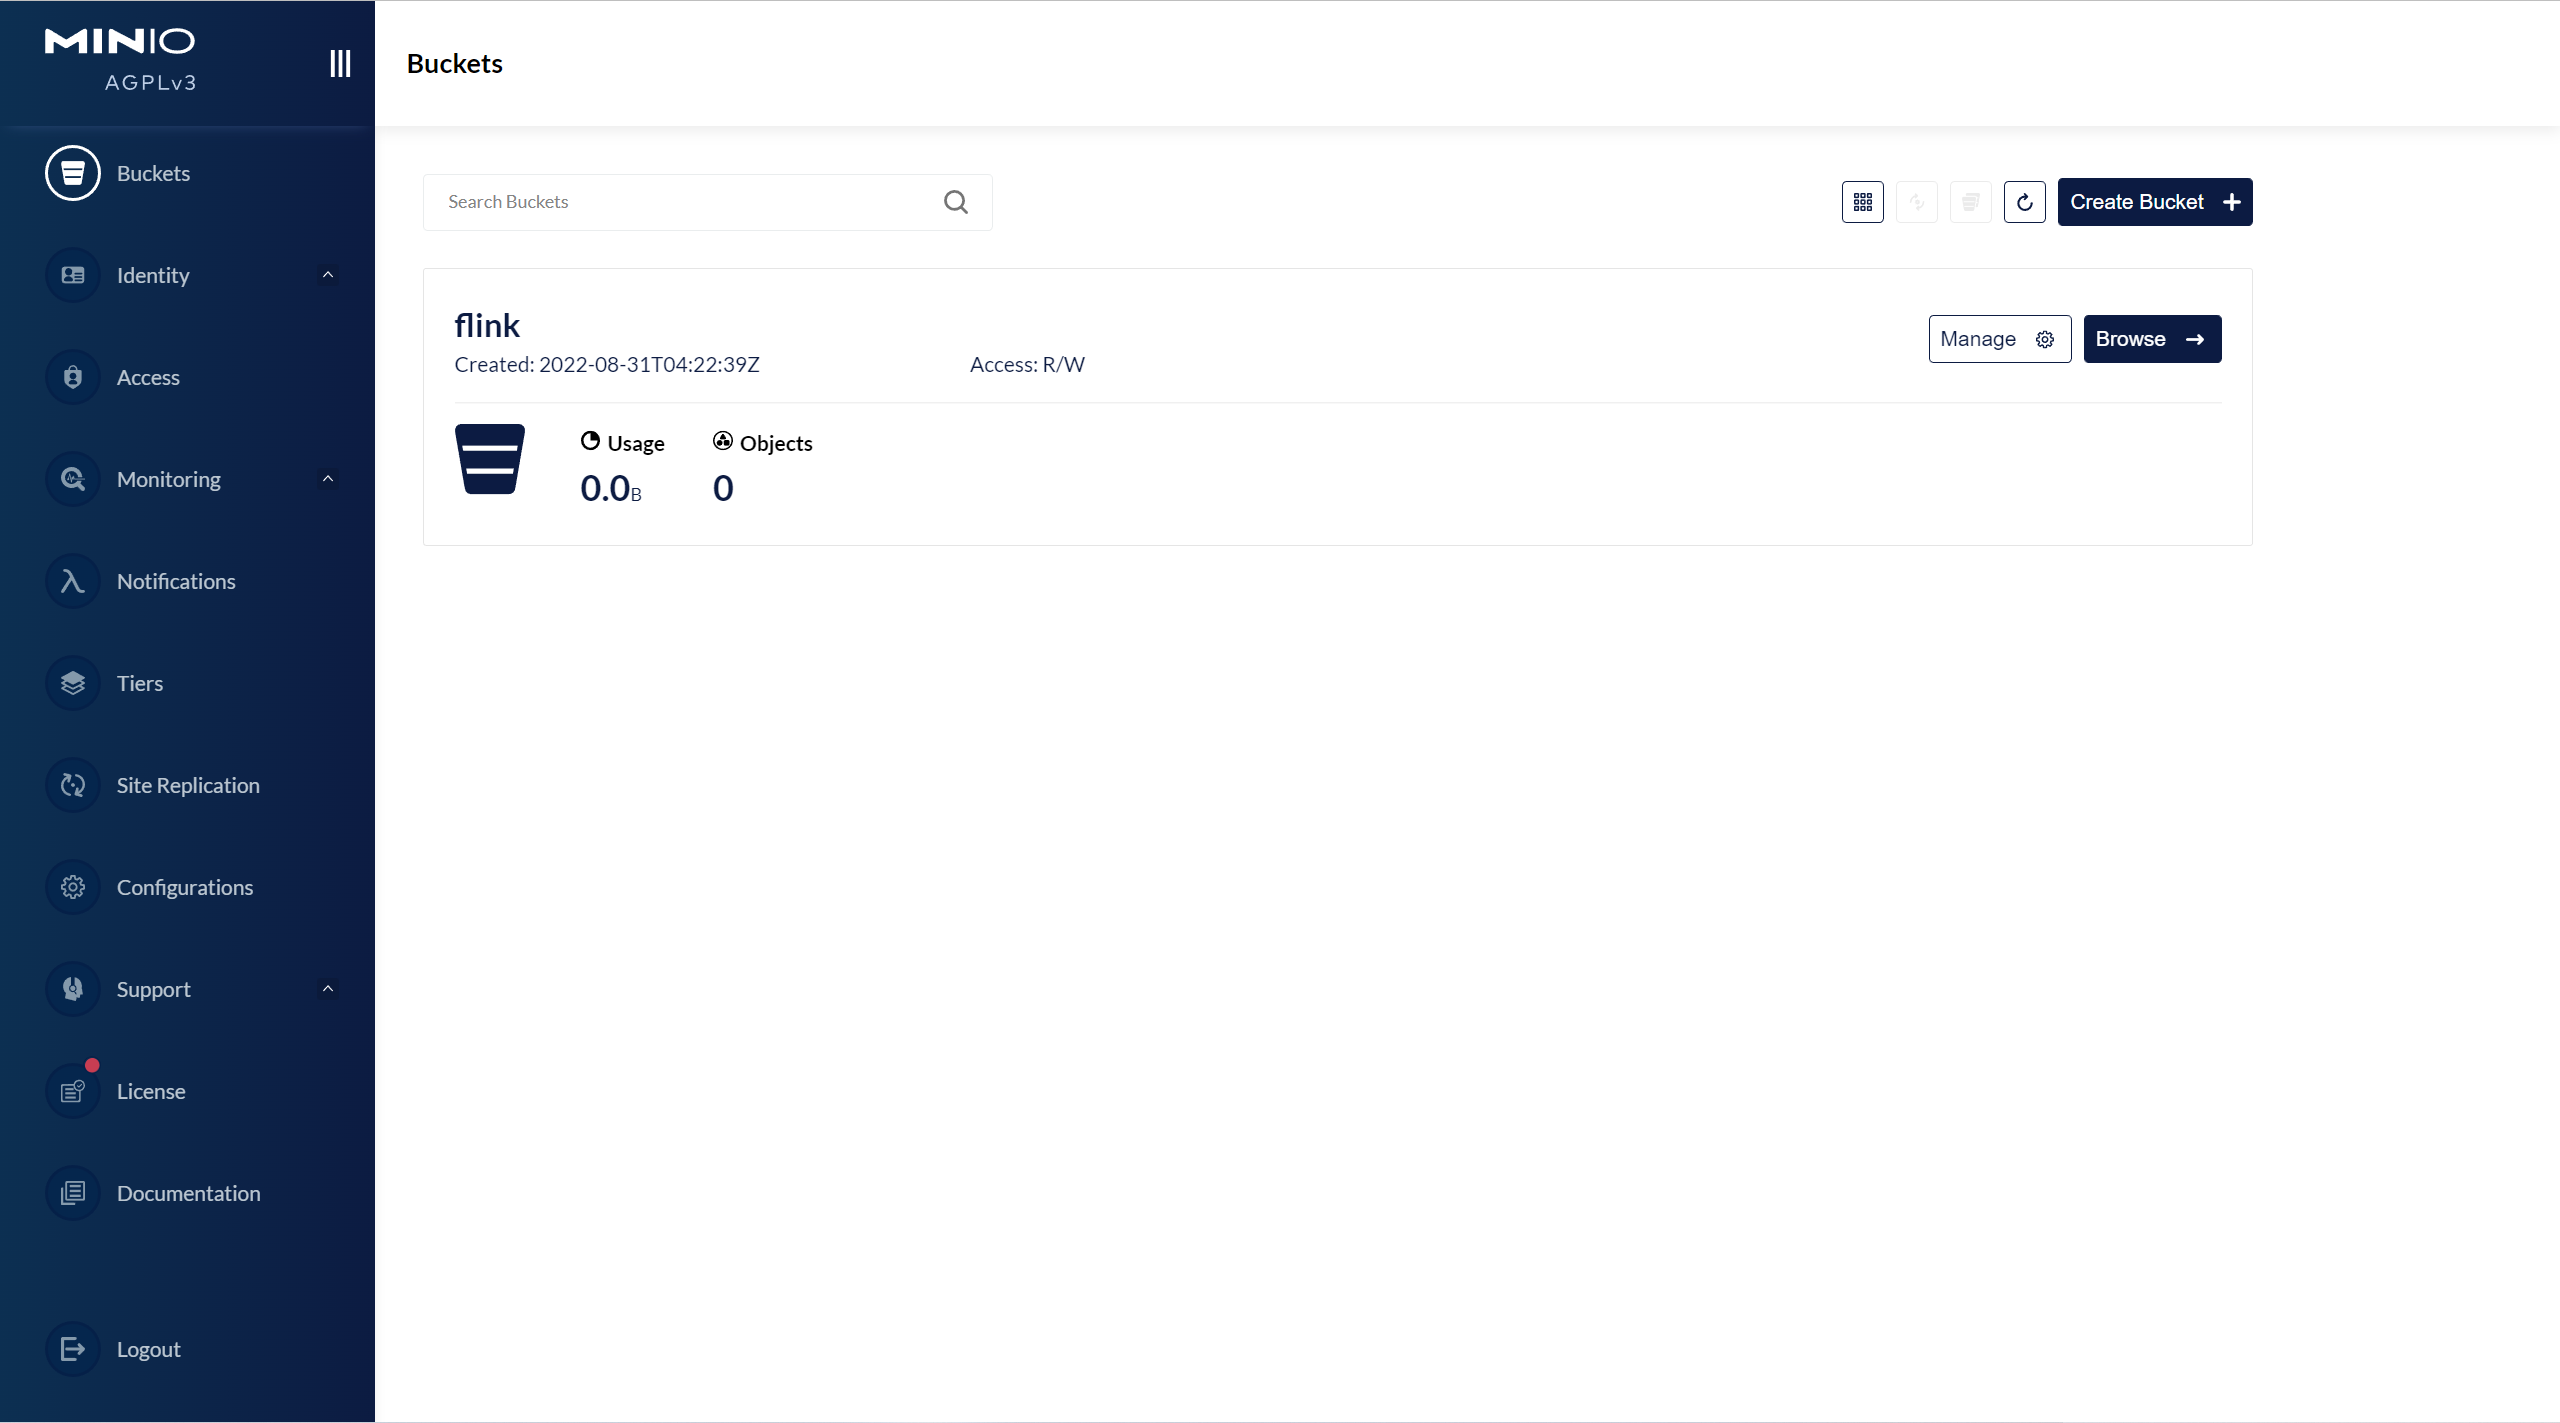 MINIO
AGPLv3
Buckets
Identity
Access
Monitoring
Notifications
Tiers
Site Replication
Configurations
Support
License
Documentation
Logout
Buckets
Search Buckets
Create Bucket
flink
Created: 2022-08-31T04:22:39Z Access: R/W
Manage
Browse
Usage Objects
0.0B 0